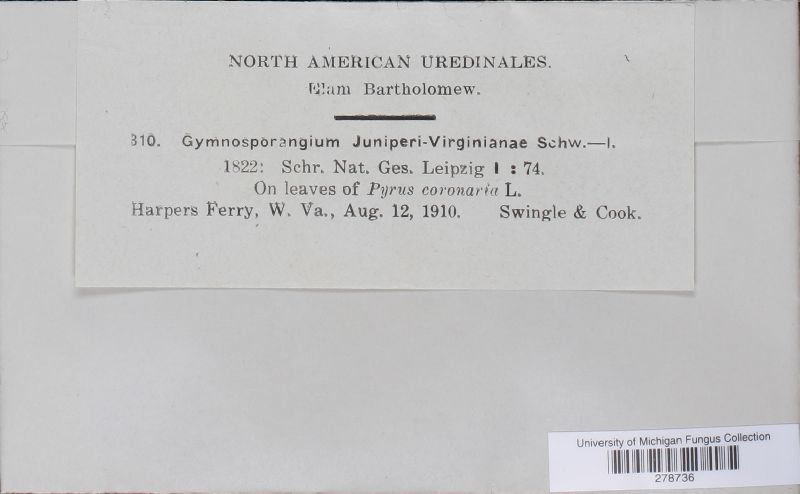 NORTH AMERICAN UREDINALES.
Elam Bartholomew.
310. Gymnosporangium Juniperi-Virginianae Schw.—I.
1822: Schr. Nat. Ges. Leipzig I : 74.
On leaves of Pyrus coronaria L.
Harpers Ferry, W. Va., Aug. 12, 1910. Swingle & Cook.
University of Michigan Fungus Collection
278736